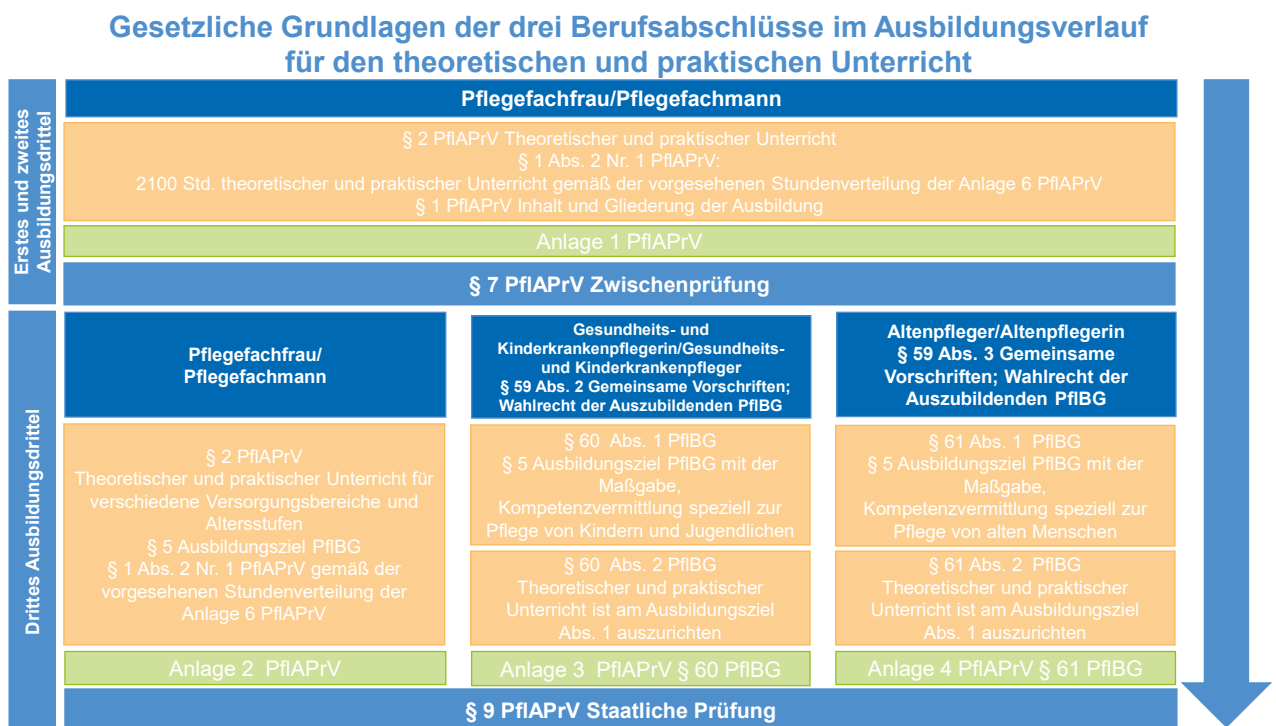 Gesetzliche Grundlagen der drei Berufsabschlüsse im Ausbildungsverlauf
für den theoretischen und praktischen Unterricht
Erstes und zweites
Ausbildungsdrittel
Pflegefachfrau/Pflegefachmann
§ 2 PflAPrV Theoretischer und praktischer Unterricht
§ 1 Abs. 2 Nr. 1 PflAPrV:
2100 Std. theoretischer und praktischer Unterricht gemäß der vorgesehenen Stundenverteilung der Anlage 6 PflAPrV
§ 1 PflAPrV Inhalt und Gliederung der Ausbildung
Anlage 1 PflAPrV
§ 7 PflAPrV Zwischenprüfung
Drittes Ausbildungsdrittel
Pflegefachfrau/
Pflegefachmann
§ 2 PflAPrV
Theoretischer und praktischer Unterricht für
verschiedene Versorgungsbereiche und
Altersstufen
§ 5 Ausbildungsziel PflBG
§ 1 Abs. 2 Nr. 1 PflAPrV gemäß der
vorgesehenen Stundenverteilung der
Anlage 6 PflAPrV
Anlage 2 PflAPrV
Gesundheits- und
Kinderkrankenpflegerin/Gesundheits-
und Kinderkrankenpfleger
§ 59 Abs. 2 Gemeinsame Vorschriften;
Wahlrecht der Auszubildenden PflBG
§ 60 Abs. 1 PflBG
§ 5 Ausbildungsziel PflBG mit der
Maßgabe,
Kompetenzvermittlung speziell zur
Pflege von Kindern und Jugendlichen
§ 60 Abs. 2 PflBG
Theoretischer und praktischer
Unterricht ist am Ausbildungsziel
Abs. 1 auszurichten
Anlage 3 PflAPrV § 60 PflBG
Altenpfleger/Altenpflegerin
§ 59 Abs. 3 Gemeinsame
Vorschriften; Wahlrecht der
Auszubildenden PflBG
§ 61 Abs. 1 PflBG
§ 5 Ausbildungsziel PflBG mit der
Maßgabe,
Kompetenzvermittlung speziell zur
Pflege von alten Menschen
§ 61 Abs. 2 PflBG
Theoretischer und praktischer
Unterricht ist am Ausbildungsziel
Abs. 1 auszurichten
Anlage 4 PflAPrV § 61 PflBG
§ 9 PflAPrV Staatliche Prüfung